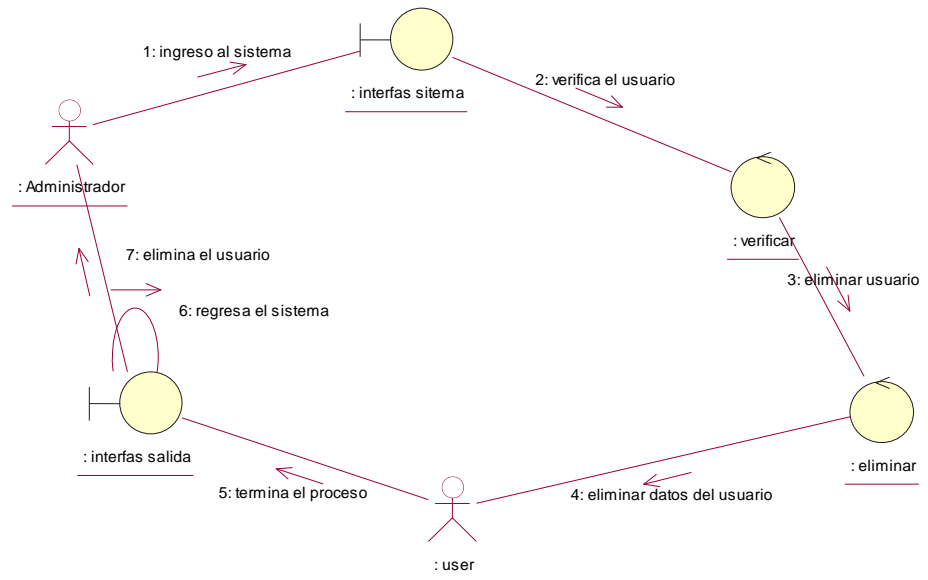 1: ingreso al sistema
: interfas sitema
2: verifica el usuario
: Administrador
: verificar
7: elimina el usuario
3: eliminar usuario
6: regresa el sistema
: interfas salida
: eliminar
5: termina el proceso
4: eliminar datos del usuario
: user